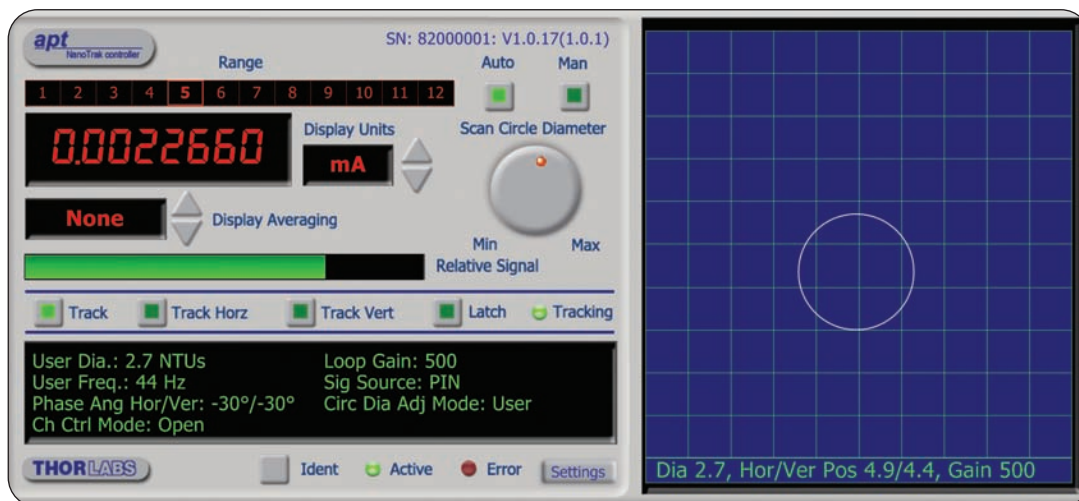 apt
NanoTrak controller
SN: 82000001: V1.0.17(1.0.1)
Range
Auto Man
1 2 3 4 5 6 7 8 9 10 11 12
0.0022660
Display Units
mA
Scan Circle Diameter
None
Display Averaging
Min Max
Relative Signal
Track Track Horz Track Vert Latch Tracking
User Dia.: 2.7 NTUs Loop Gain: 500
User Freq.: 44 Hz Sig Source: PIN
Phase Ang Hor/Ver: -30°/-30° Circ Dia Adj Mode: User
Ch Ctrl Mode: Open
THORLABS Ident Active Error Settings
Dia 2.7, Hor/Ver Pos 4.9/4.4, Gain 500